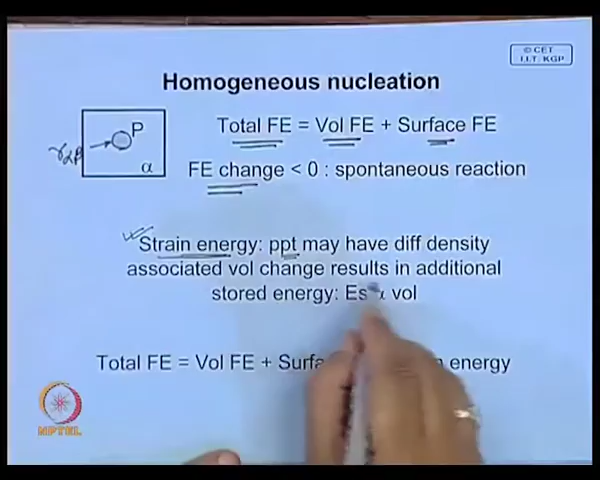 © CET
I.I.T. KGP
Homogeneous nucleation
P
γαβ
α
Total FE = Vol FE + Surface FE
FE change < 0 : spontaneous reaction
Strain energy: ppt may have diff density
associated vol change results in additional
stored energy: Es α vol
Total FE = Vol FE + energy
NPTEL